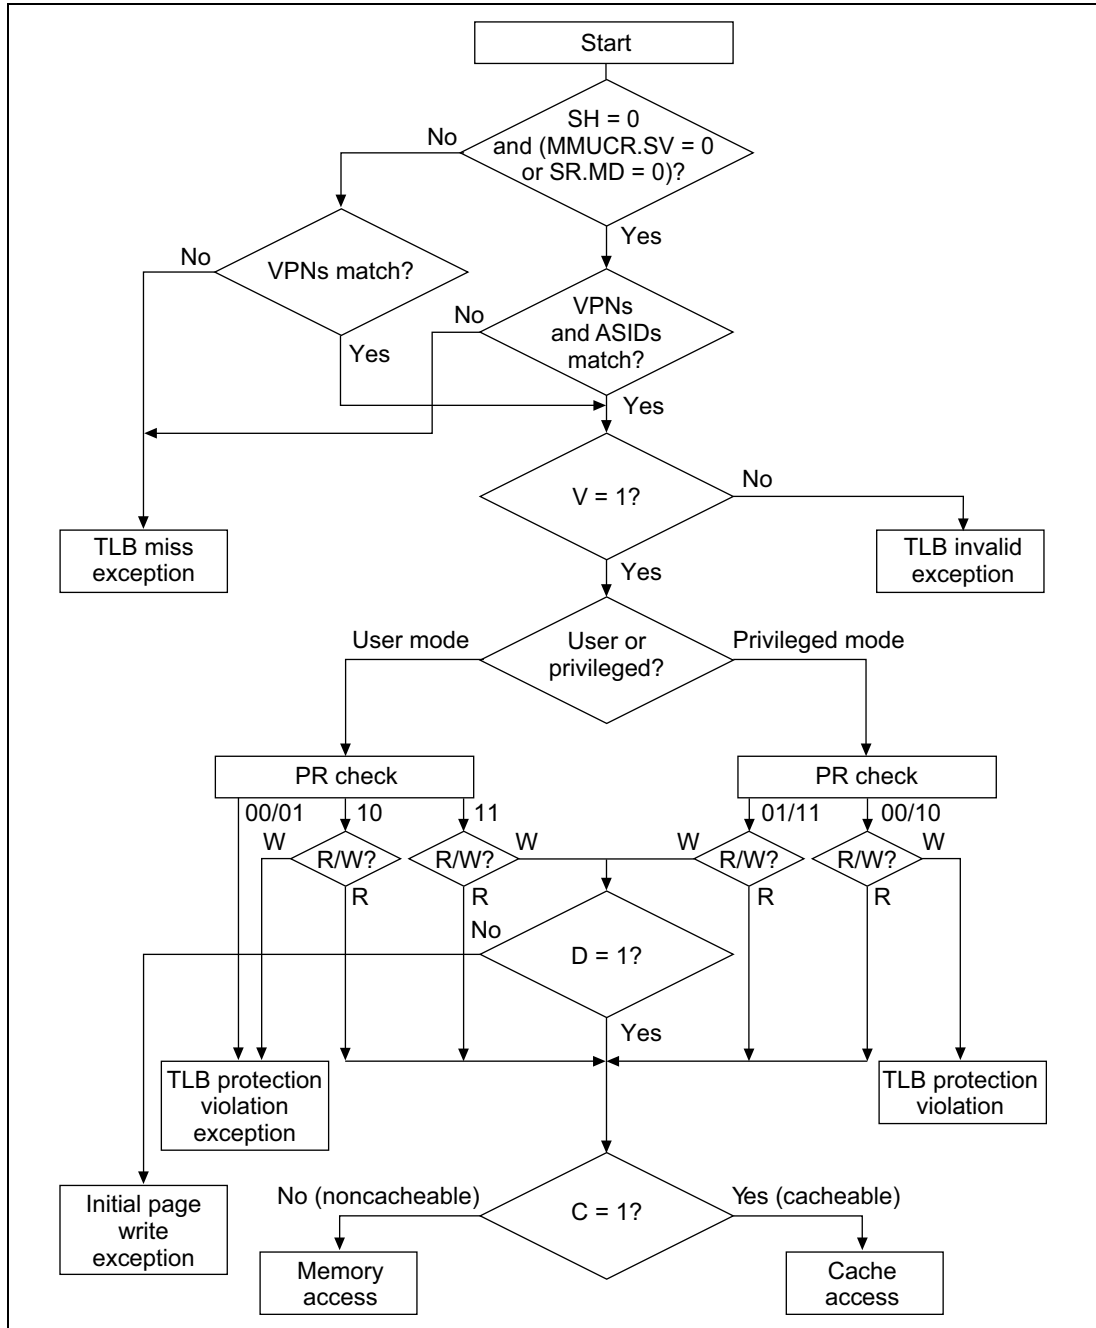 Start
SH = 0
and (MMUCR.SV = 0
or SR.MD = 0)?
No
Yes
VPNs match?
No
Yes
VPNs
and ASIDs
match?
No
Yes
V = 1?
No
Yes
TLB miss
exception
TLB invalid
exception
User mode
User or
privileged?
Privileged mode
PR check
PR check
00/01
10
11
01/11
00/10
W
R/W?
R
R/W?
W
R
W
R/W?
R
R/W?
W
R
No
D = 1?
Yes
TLB protection
violation
exception
TLB protection
violation
Initial page
write
exception
No (noncacheable)
C = 1?
Yes (cacheable)
Memory
access
Cache
access